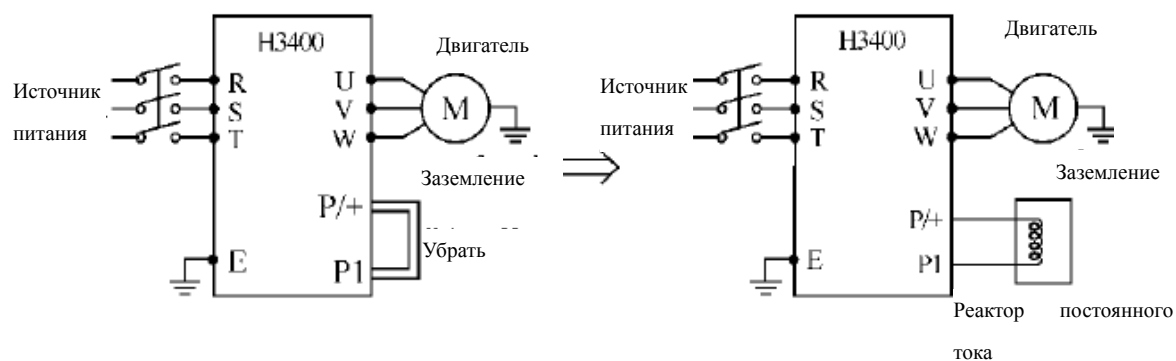 H3400
Двигатель
Источник
питания
R
S
T
U
V
W
M
Заземление
P/+
Убрать
P1
E
H3400
Двигатель
Источник
питания
R
S
T
U
V
W
M
Заземление
P/+
P1
E
Реактор постоянного
тока